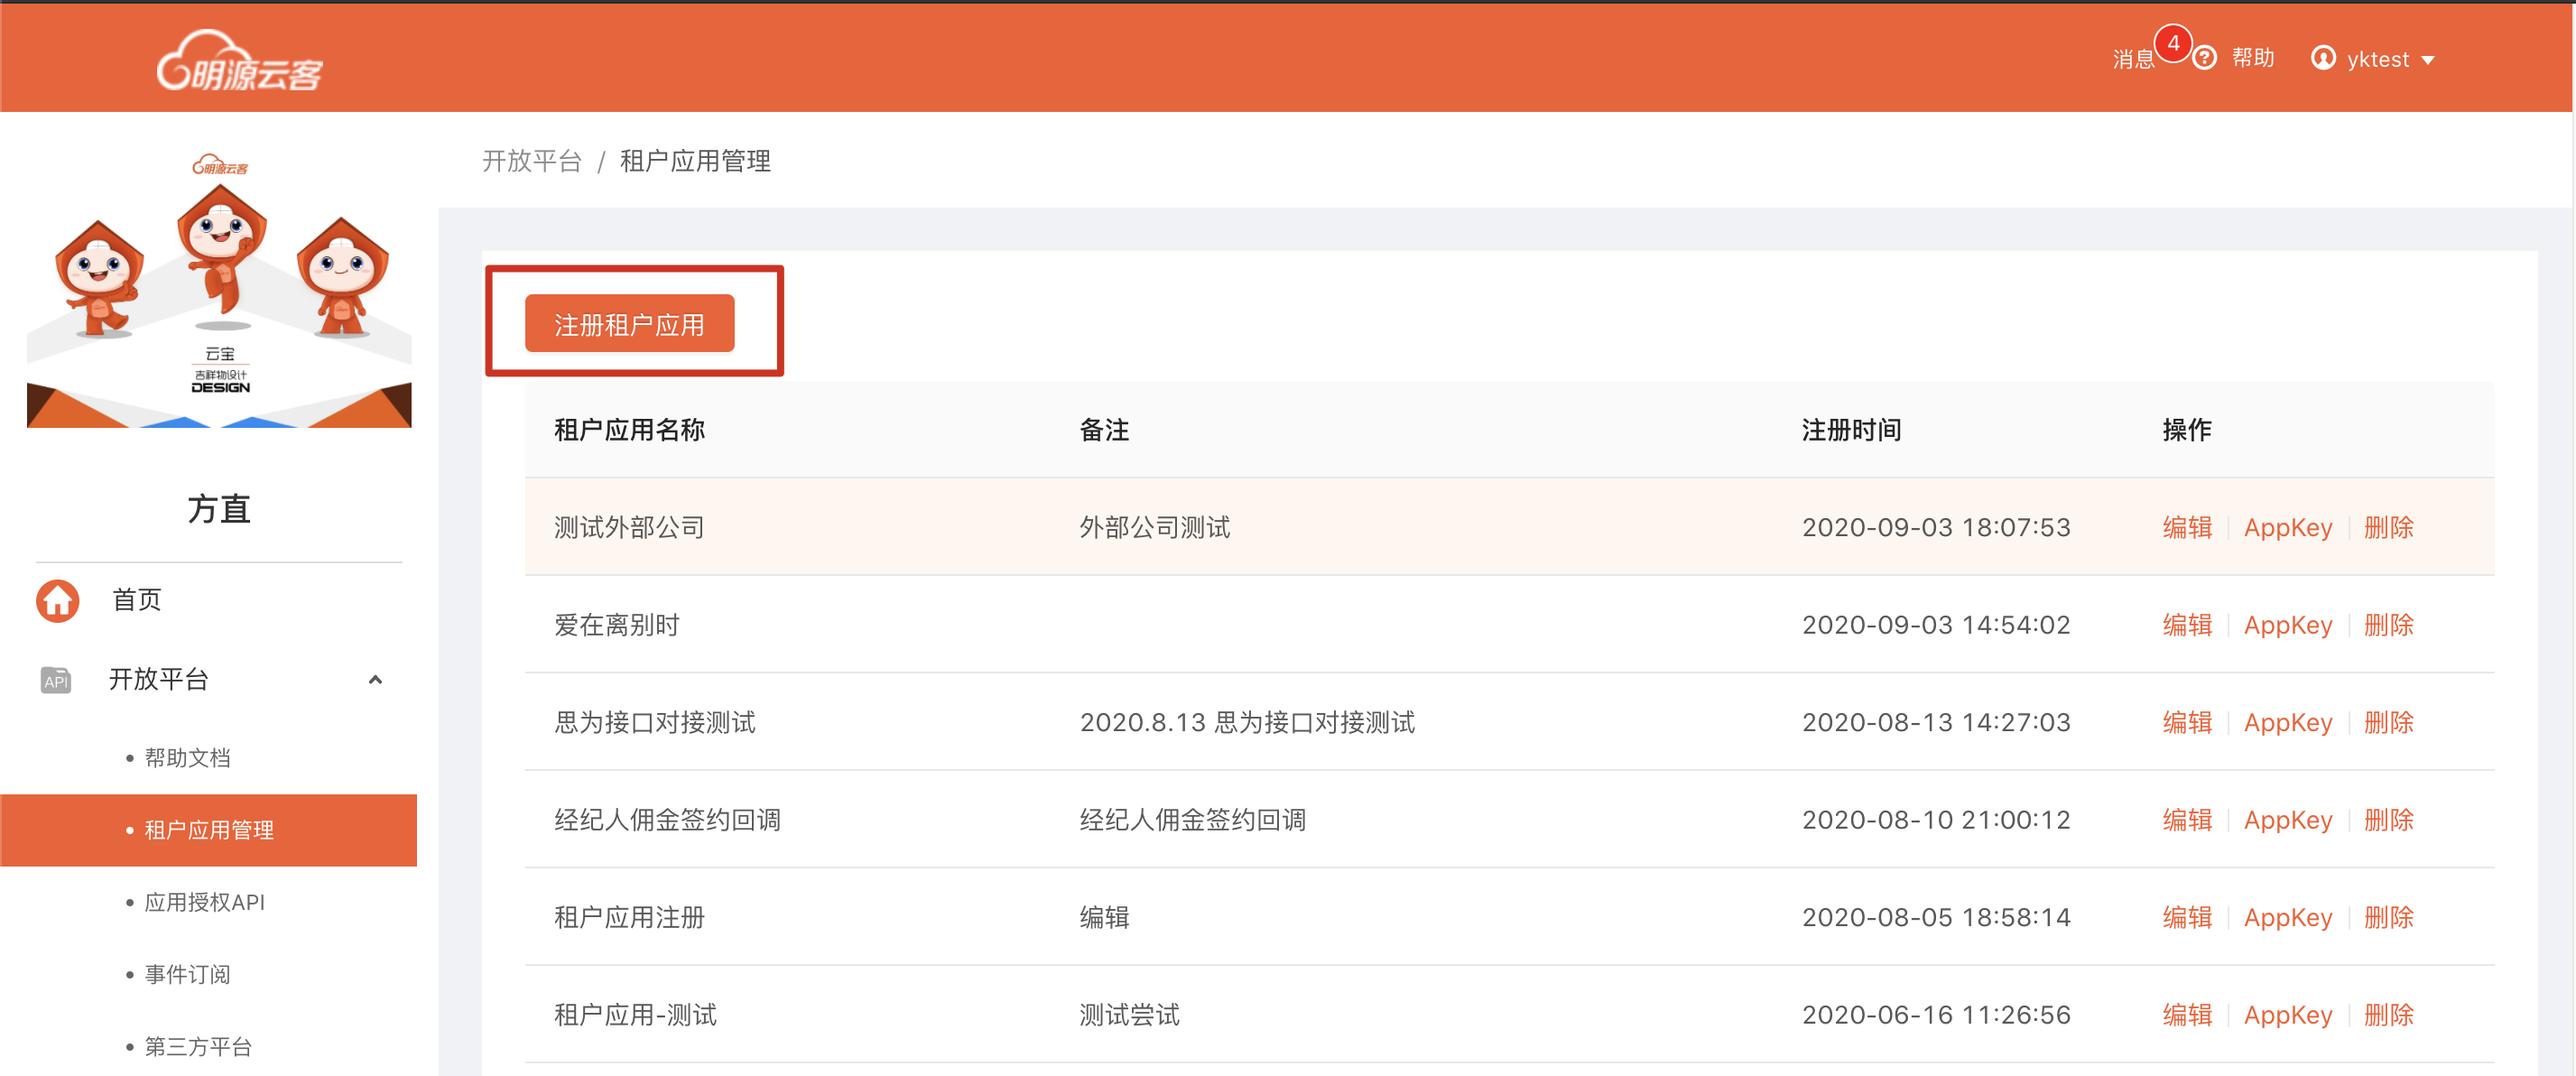 明源云客
消息 4 帮助 yktest
明源云客
云宝
吉祥物设计
DESIGN
方直
首页
API 开放平台
帮助文档
租户应用管理
应用授权API
事件订阅
第三方平台
开放平台 / 租户应用管理
注册租户应用
租户应用名称 备注 注册时间 操作
测试外部公司 外部公司测试 2020-09-03 18:07:53 编辑 AppKey 删除
爱在离别时 2020-09-03 14:54:02 编辑 AppKey 删除
思为接口对接测试 2020.8.13 思为接口对接测试 2020-08-13 14:27:03 编辑 AppKey 删除
经纪人佣金签约回调 经纪人佣金签约回调 2020-08-10 21:00:12 编辑 AppKey 删除
租户应用注册 编辑 2020-08-05 18:58:14 编辑 AppKey 删除
租户应用-测试 测试尝试 2020-06-16 11:26:56 编辑 AppKey 删除